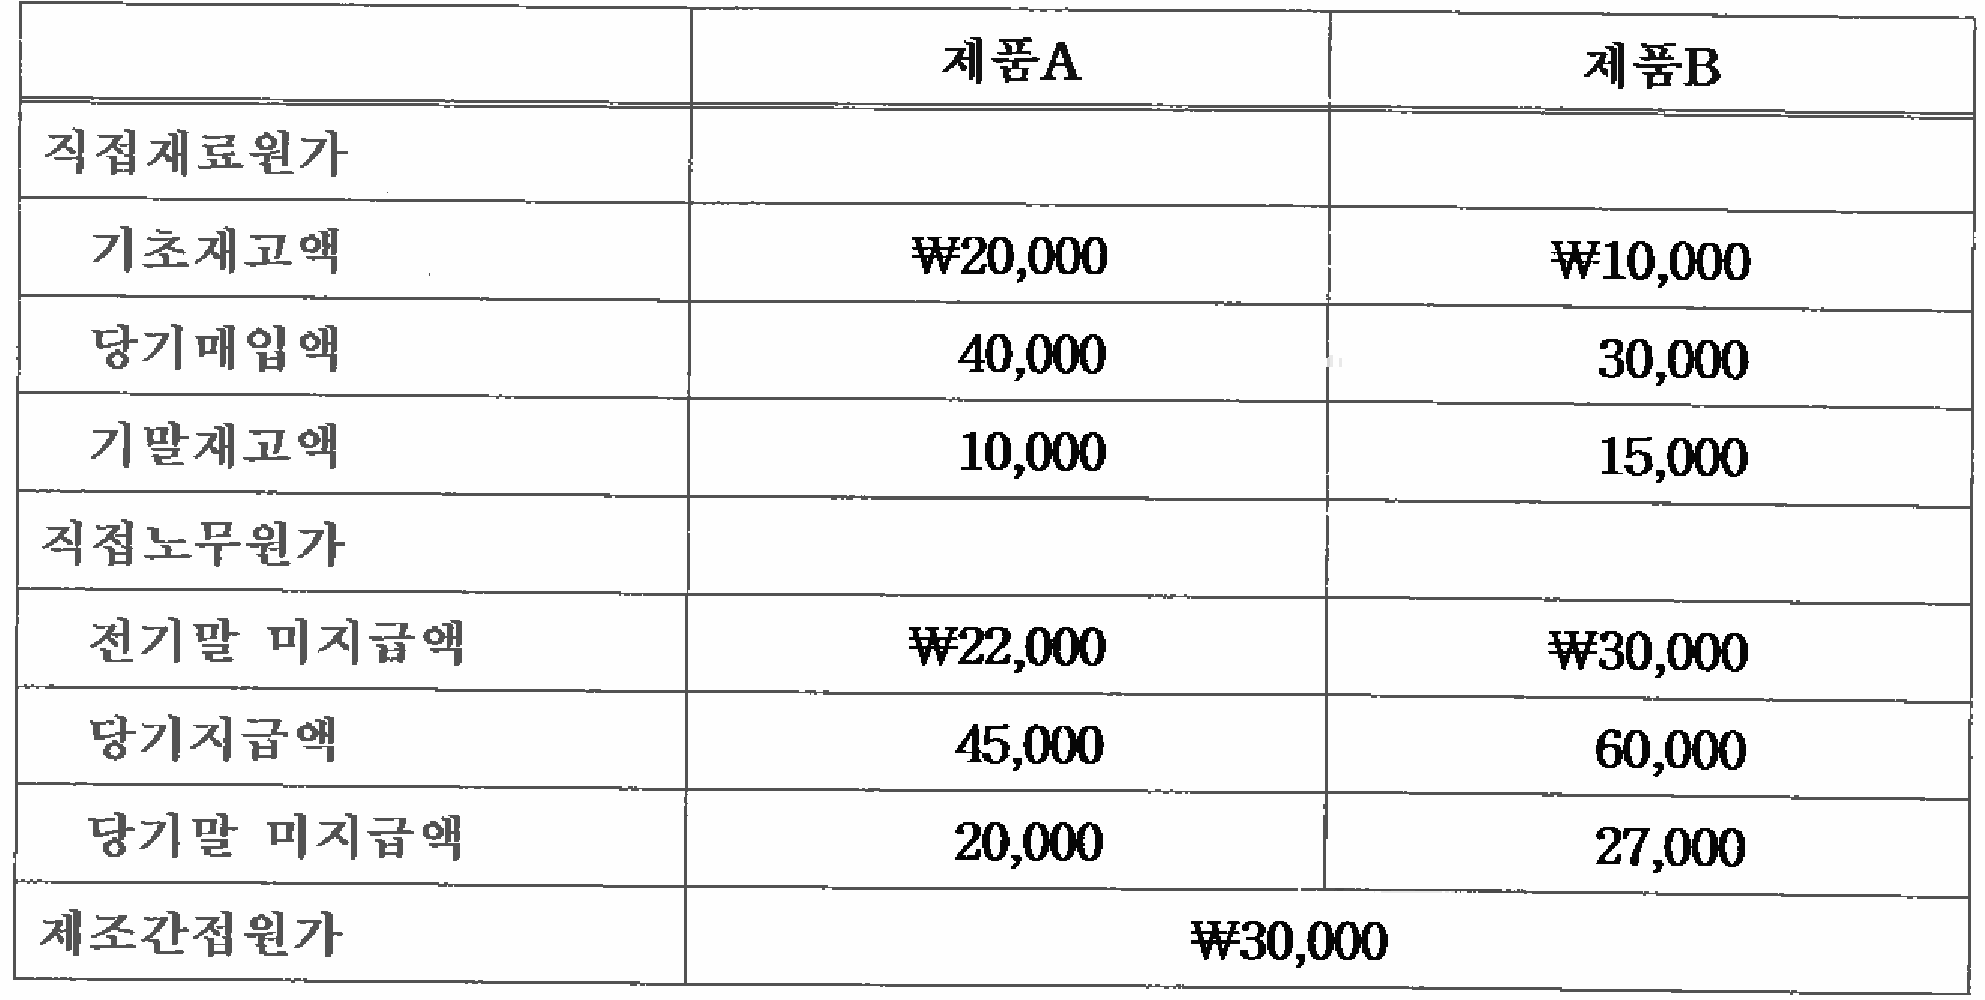 제품A 제품B
직접재료원가
기초재고액 ₩20,000 ₩10,000
당기매입액 40,000 30,000
기말재고액 10,000 15,000
직접노무원가
전기말 미지급액 ₩22,000 ₩30,000
당기지급액 45,000 60,000
당기말 미지급액 20,000 27,000
제조간접원가 ₩30,000